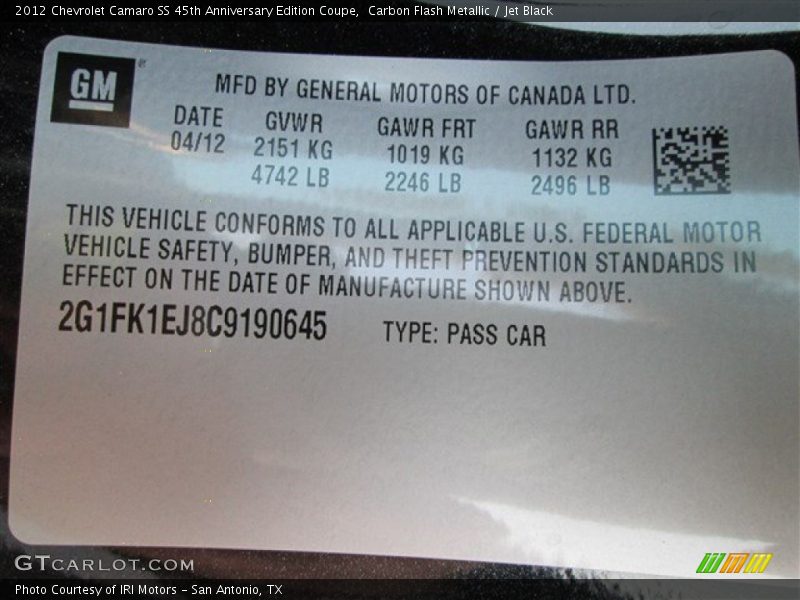 2012 Chevrolet Camaro SS 45th Anniversary Edition Coupe,  Carbon Flash Metallic / Jet Black
GM®
MFD BY GENERAL MOTORS OF CANADA LTD.
DATE GVWR GAWR FRT GAWR RR
04/12 2151 KG 1019 KG 1132 KG
4742 LB 2246 LB 2496 LB
THIS VEHICLE CONFORMS TO ALL APPLICABLE U.S. FEDERAL MOTOR
VEHICLE SAFETY, BUMPER, AND THEFT PREVENTION STANDARDS IN
EFFECT ON THE DATE OF MANUFACTURE SHOWN ABOVE.
2G1FK1EJ8C9190645 TYPE: PASS CAR
GTCARLOT.COM
Photo Courtesy of IRI Motors – San Antonio, TX